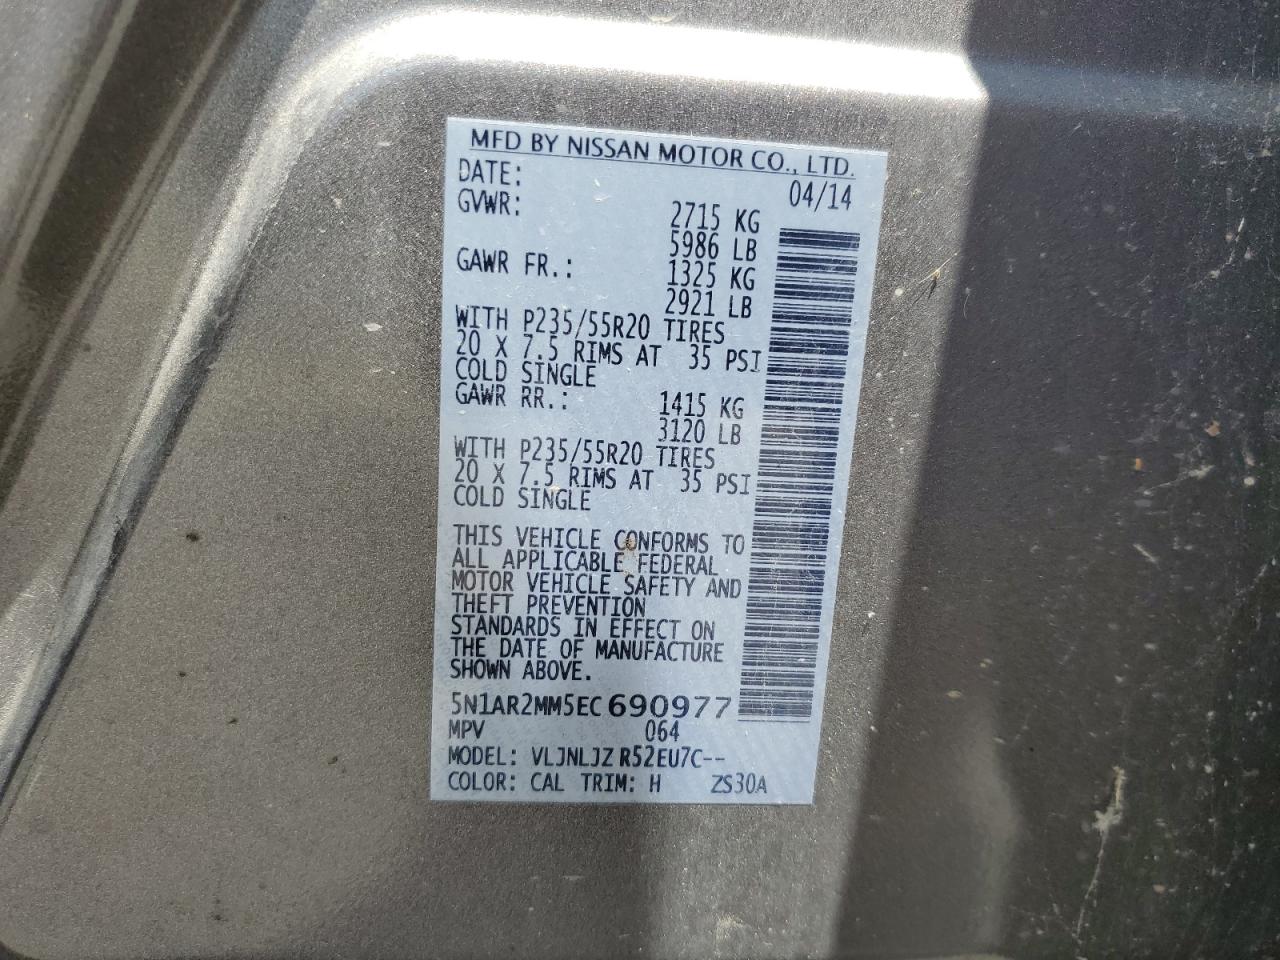 MFD BY NISSAN MOTOR CO., LTD.
DATE: 04/14
GVWR: 2715 KG
5986 LB
GAWR FR.: 1325 KG
2921 LB
WITH P235/55R20 TIRES
20 X 7.5 RIMS AT 35 PSI
COLD SINGLE
GAWR RR.: 1415 KG
3120 LB
WITH P235/55R20 TIRES
20 X 7.5 RIMS AT 35 PSI
COLD SINGLE
THIS VEHICLE CONFORMS TO
ALL APPLICABLE FEDERAL
MOTOR VEHICLE SAFETY AND
THEFT PREVENTION
STANDARDS IN EFFECT ON
THE DATE OF MANUFACTURE
SHOWN ABOVE.
5N1AR2MM5EC690977
MPV 064
MODEL: VLJNLJZ R52EU7C--
COLOR: CAL TRIM: H ZS30A